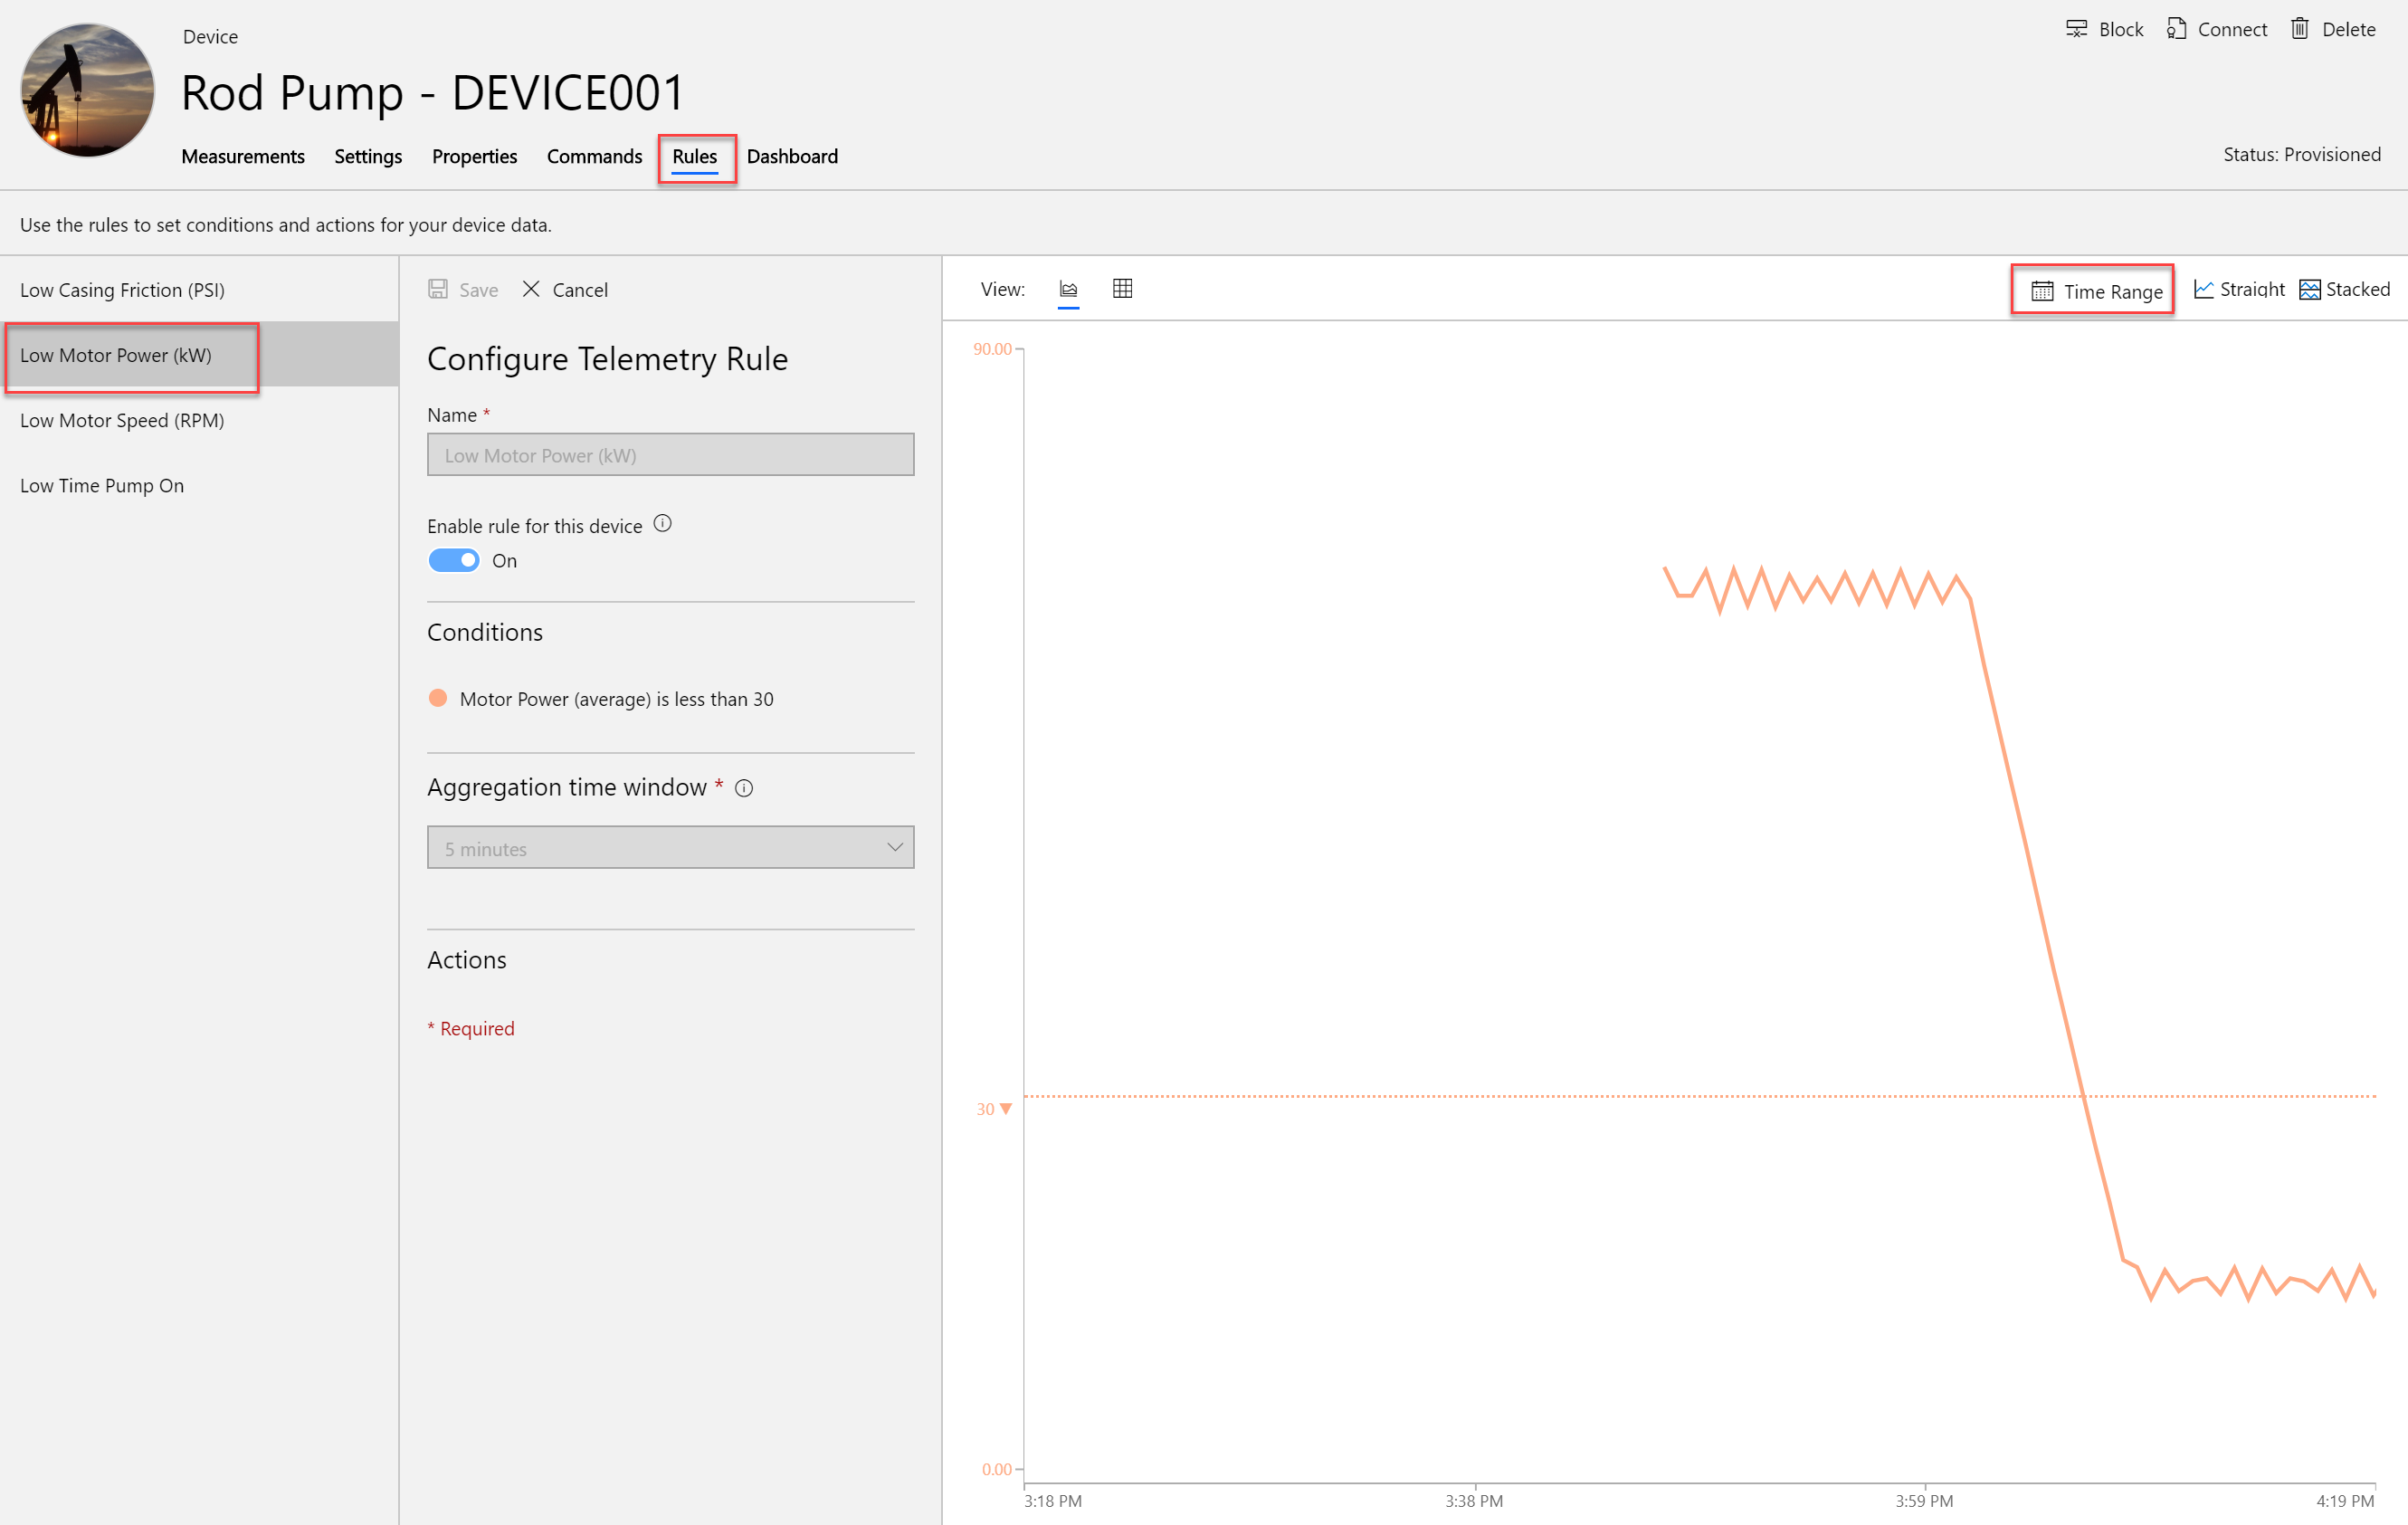 Device
Block Connect Delete
Rod Pump - DEVICE001
Measurements Settings Properties Commands Rules Dashboard
Status: Provisioned
Use the rules to set conditions and actions for your device data.
Low Casing Friction (PSI)
Low Motor Power (kW)
Low Motor Speed (RPM)
Low Time Pump On
Save Cancel
Configure Telemetry Rule
Name *
Low Motor Power (kW)
Enable rule for this device
On
Conditions
Motor Power (average) is less than 30
Aggregation time window *
5 minutes
Actions
* Required
View: Time Range Straight Stacked
90.00
30
0.00
3:18 PM 3:38 PM 3:59 PM 4:19 PM